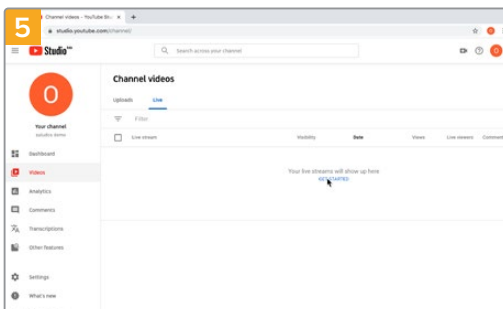 5
Channel videos - YouTube Stu
studio.youtube.com/channel/
Studio
Search across your channel
Channel videos
Uploads
Live
Filter
Live stream
Visibility
Date
Views
Live viewers
Comment
Your live streams will show up here
GET STARTED
O
Your channel
Dashboard
Videos
Analytics
Comments
Transcriptions
Other features
Settings
What's new